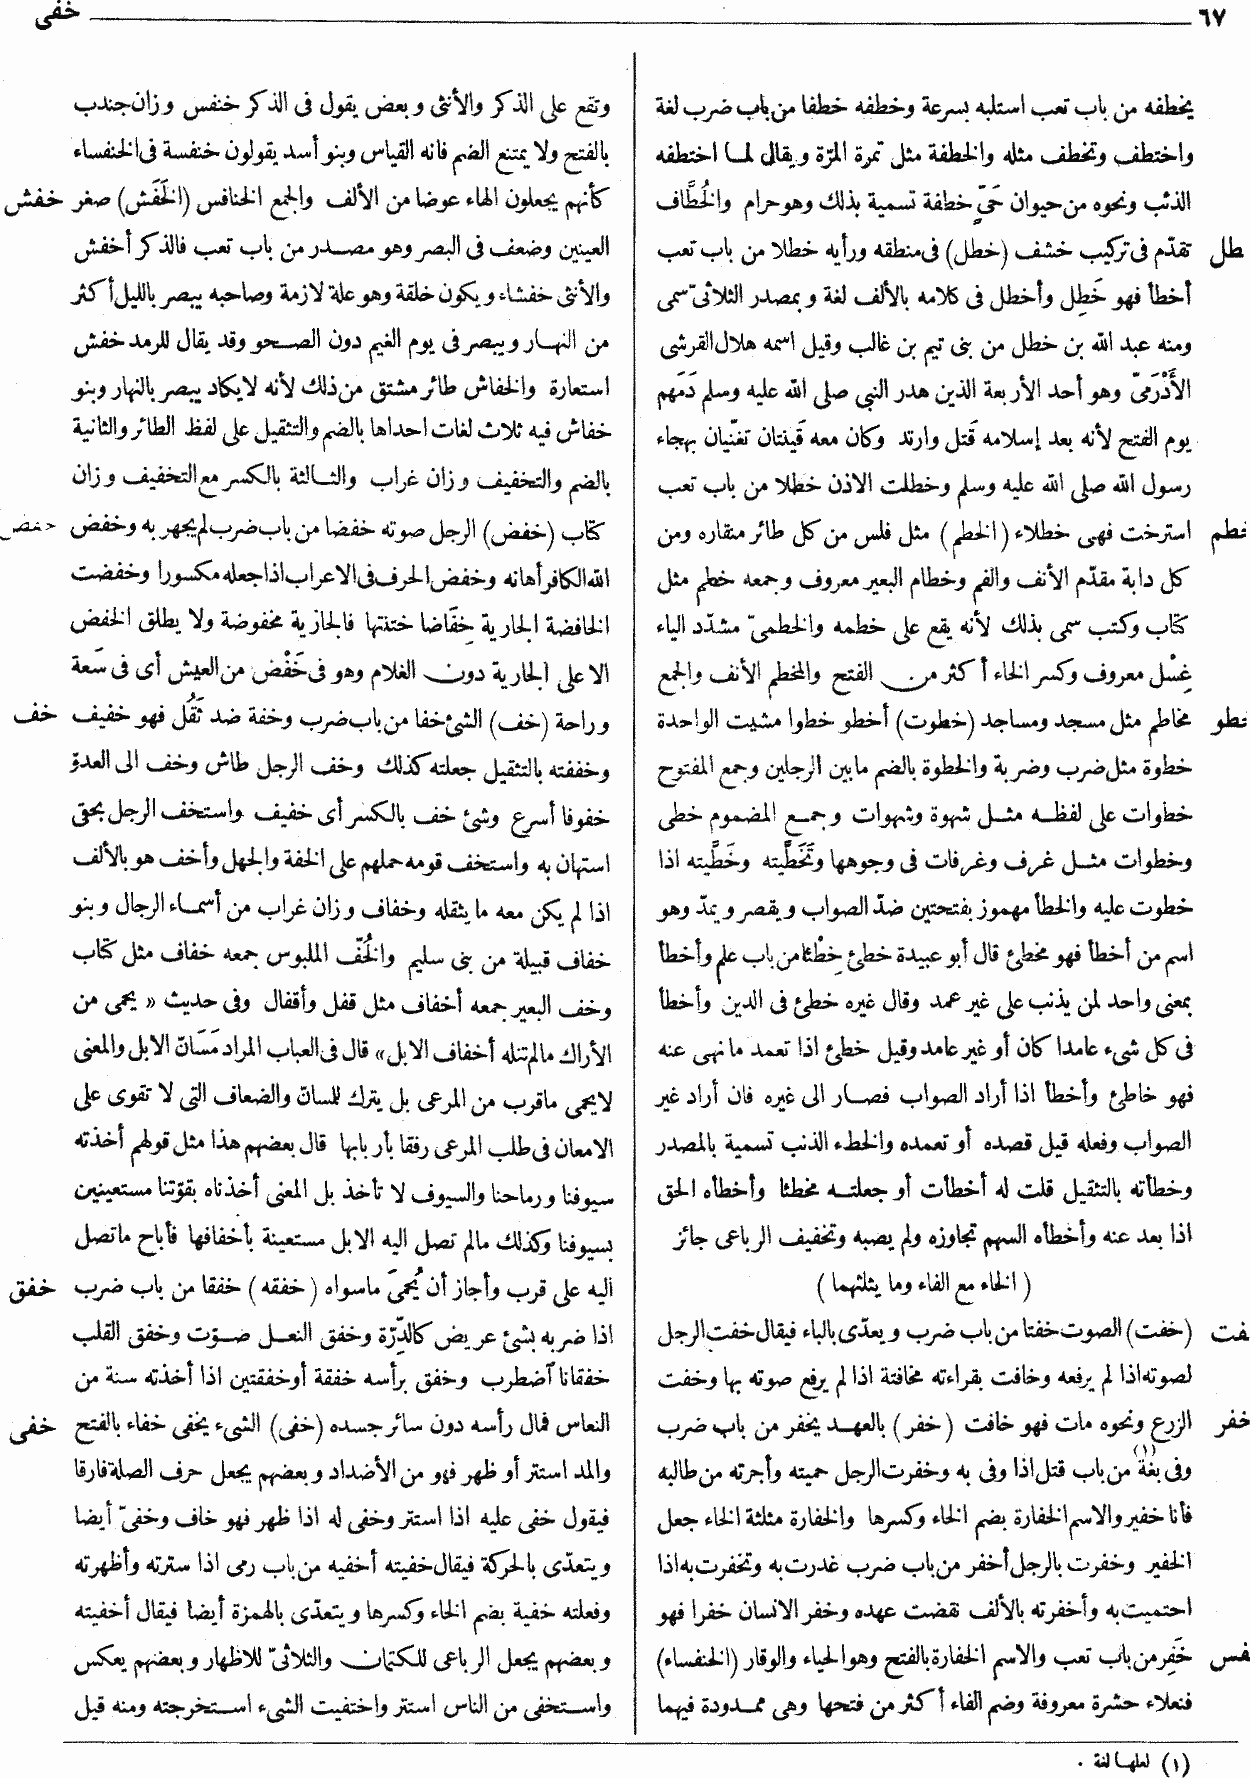 ٦٧ خفى
يخطفه من باب تعب استلبه بسرعة وخطفه خطفا من باب ضرب لغة
واختطف وتخطف مثله والخطفة مثل تمرة المرّة ويقال لما اختطفه
الذئب ونحوه من حيوان حَيّ خطفة تسمية بذلك وهو حرام والخُطَّاف
طل تقدّم فى تركيب خشف (خطل) فى منطقه ورأيه خطلا من باب تعب
أخطأ فهو خَطِل وأخطل فى كلامه بالألف لغة وبمصدر الثلاثىّ سمى
ومنه عبد الله بن خطل من بنى تيم بن غالب وقيل اسمه هلال القرشى
الأَدْرَمىّ وهو أحد الأربعة الذين هدر النبي صلى الله عليه وسلم دَمَهم
يوم الفتح لأنه بعد إسلامه قَتل وارتد وكان معه قَينتان تغنّيان بهجاء
رسول الله صلى الله عليه وسلم وخطلت الاذن خطلا من باب تعب
خطم استرخت فهى خطلاء (الخطم) مثل فلس من كل طائر منقاره ومن
كل دابة مقدّم الأنف والفم وخطام البعير معروف وجمعه خطم مثل
كتاب وكتب سمى بذلك لأنه يقع على خطمه والخطمىّ مشدّد الياء
غِسْل معروف وكسر الخاء أكثر من الفتح والمخطم الأنف والجمع
خطو مخاطم مثل مسجد ومساجد (خطوت) أخطو خطوا مشيت الواحدة
خطوة مثل ضرب وضربة والخطوة بالضم مابين الرجلين وجمع المفتوح
خطوات على لفظه مثل شهوة وشهوات وجمع المضموم خطى
وخطوات مثل غرف وغرفات فى وجوهها وتَخَطَّيته وخَطَّيته اذا
خطوت عليه والخطأ مهموز بفتحتين ضدّ الصواب ويقصر ويمدّ وهو
اسم من أخطأ فهو مخطئ قال أبو عبيدة خطئ خِطْئا من باب علم وأخطأ
بمعنى واحد لمن يذنب على غير عمد وقال غيره خطئ فى الدين وأخطأ
فى كل شىء عامدا كان أو غير عامد وقيل خطئ اذا تعمد ما نهى عنه
فهو خاطئ وأخطأ اذا أراد الصواب فصار الى غيره فان أراد غير
الصواب وفعله قيل قصده أو تعمده والخطء الذنب تسمية بالمصدر
وخطأته بالتثقيل قلت له أخطأت أو جعلته مخطئا وأخطأه الحق
اذا بعد عنه وأخطأه السهم تجاوزه ولم يصبه وتخفيف الرباعى جائز
( الخاء مع الفاء وما يثلثهما )
فت (خفت) الصوت خفتا من باب ضرب ويعدّى بالباء فيقال خفت الرجل
لصوته اذا لم يرفعه وخافت بقراءته مخافتة اذا لم يرفع صوته بها وخفت
خفر الزرع ونحوه مات فهو خافت (خفر) بالعهد يخفر من باب ضرب
وفى بغة(١) من باب قتل اذا وفى به وخفرت الرجل حميته وأجرته من طالبه
فأنا خفير والاسم الخفارة بضم الخاء وكسرها والخفارة مثلثة الخاء جعل
الخفير وخفرت بالرجل أخفر من باب ضرب غدرت به وتخفرت به اذا
احتميت به وأخفرته بالألف نقضت عهده وخفر الانسان خفرا فهو
فس خَفِر من باب تعب والاسم الخفارة بالفتح وهو الحياء والوقار (الخنفساء)
فنعلاء حشرة معروفة وضم الفاء أكثر من فتحها وهى ممدودة فيهما
وتقع على الذكر والأنثى وبعض يقول فى الذكر خنفس وزان جندب
بالفتح ولا يمتنع الضم فانه القياس وبنو أسد يقولون خنفسة فى الخنفساء
كأنهم يجعلون الهاء عوضا من الألف والجمع الخنافس (الخَفَش) صغر خفش
العينين وضعف فى البصر وهو مصدر من باب تعب فالذكر أخفش
والأنثى خفشاء ويكون خلقة وهو علة لازمة وصاحبه يبصر بالليل أكثر
من النهار ويبصر فى يوم الغيم دون الصحو وقد يقال للرمد خفش
استعارة والخفاش طائر مشتق من ذلك لأنه لايكاد يبصر بالنهار وبنو
خفاش فيه ثلاث لغات احداها بالضم والتثقيل على لفظ الطائر والثانية
بالضم والتخفيف وزان غراب والثالثة بالكسر مع التخفيف وزان
كتاب (خفض) الرجل صوته خفضا من باب ضرب لم يجهر به وخفض خفض
الله الكافر أهانه وخفض الحرف فى الاعراب اذا جعله مكسورا وخفضت
الخافضة الجارية خِفَاضا ختنتها فالجارية مخفوضة ولا يطلق الخفض
الا على الجارية دون الغلام وهو فى خَفْض من العيش أى فى سَعة
وراحة (خف) الشئ خفا من باب ضرب وخفة ضد ثَقُل فهو خفيف خف
وخففته بالتثقيل جعلته كذلك وخف الرجل طاش وخف الى العدوّ
خفوفا أسرع وشئ خف بالكسر أى خفيف واستخف الرجل بحقى
استهان به واستخف قومه حملهم على الخفة والجهل وأخف هو بالألف
اذا لم يكن معه ما يثقله وخفاف وزان غراب من أسماء الرجال وبنو
خفاف قبيلة من بنى سليم والخُفّ الملبوس جمعه خفاف مثل كتاب
وخف البعير جمعه أخفاف مثل قفل وأقفال وفى حديث « يحمى من
الأراك مالم تنله أخفاف الابل» قال فى العباب المراد مَسَانّ الابل والمعنى
لايحمى ماقرب من المرعى بل يترك للسانّ والضعاف التى لا تقوى على
الامعان فى طلب المرعى رفقا بأربابها قال بعضهم هذا مثل قولهم أخذته
سيوفنا ورماحنا والسيوف لا تأخذ بل المعنى أخذناه بقوّتنا مستعينين
بسيوفنا وكذلك مالم تصل اليه الابل مستعينة بأخفافها فأباح ماتصل
اليه على قرب وأجاز أن يُحمَى ماسواه (خفقه) خفقا من باب ضرب خفق
اذا ضربه بشئ عريض كالدِّرّة وخفق النعل صوّت وخفق القلب
خفقانا آضطرب وخفق برأسه خفقة أوخفقتين اذا أخذته سنة من
النعاس فمال رأسه دون سائر جسده (خفى) الشىء يخفى خفاء بالفتح خفى
والمد استتر أو ظهر فهو من الأضداد وبعضهم يجعل حرف الصلة فارقا
فيقول خفى عليه اذا استتر وخفى له اذا ظهر فهو خاف وخفىّ أيضا
ويتعدّى بالحركة فيقال خفيته أخفيه من باب رمى اذا سترته وأظهرته
وفعلته خفية بضم الخاء وكسرها ويتعدّى بالهمزة أيضا فيقال أخفيته
وبعضهم يجعل الرباعى للكتمان والثلاثىّ للاظهار وبعضهم يعكس
واستخفى من الناس استتر واختفيت الشىء استخرجته ومنه قيل
(١) لعلها لغة .